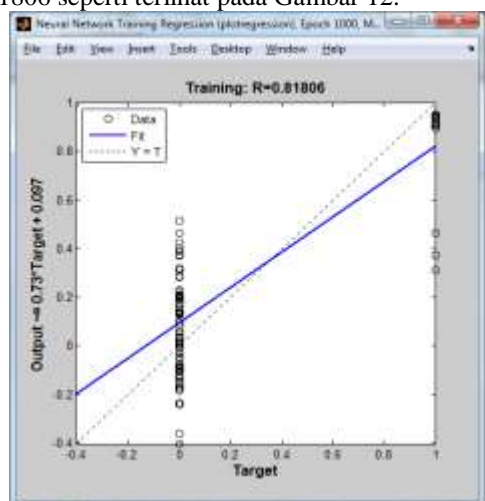 1806 seperti terlihat pada Gambar 12.
Neural Network Training Regression (plotregression), Epoch 1000, M...
File Edit View Insert Tools Desktop Window Help
Training: R=0.81806
Data
Fit
Y = T
Output ~= 0.73*Target + 0.097
1
0.8
0.6
0.4
0.2
0
-0.2
-0.4
-0.4 -0.2 0 0.2 0.4 0.6 0.8 1
Target